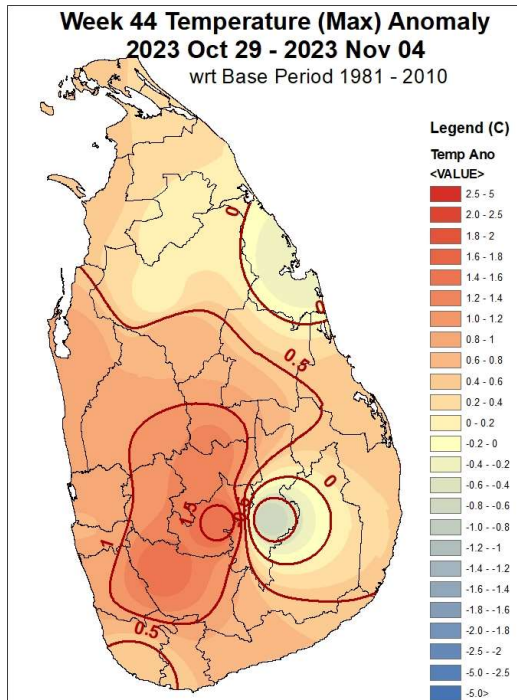 Week 44 Temperature (Max) Anomaly
2023 Oct 29 - 2023 Nov 04
wrt Base Period 1981 - 2010
Legend (C)
Temp Ano
<VALUE>
2.5 - 5
2.0 - 2.5
1.8 - 2
1.6 - 1.8
1.4 - 1.6
1.2 - 1.4
1.0 - 1.2
0.8 - 1
0.6 - 0.8
0.4 - 0.6
0.2 - 0.4
0 - 0.2
-0.2 - 0
-0.4 - -0.2
-0.6 - -0.4
-0.8 - -0.6
-1.0 - -0.8
-1.2 - -1
-1.4 - -1.2
-1.6 - -1.4
-1.8 - -1.6
-2.0 - -1.8
-2.5 - -2
-5.0 - -2.5
-5.0>
0
0
0.5
0
1.5
1
0.5